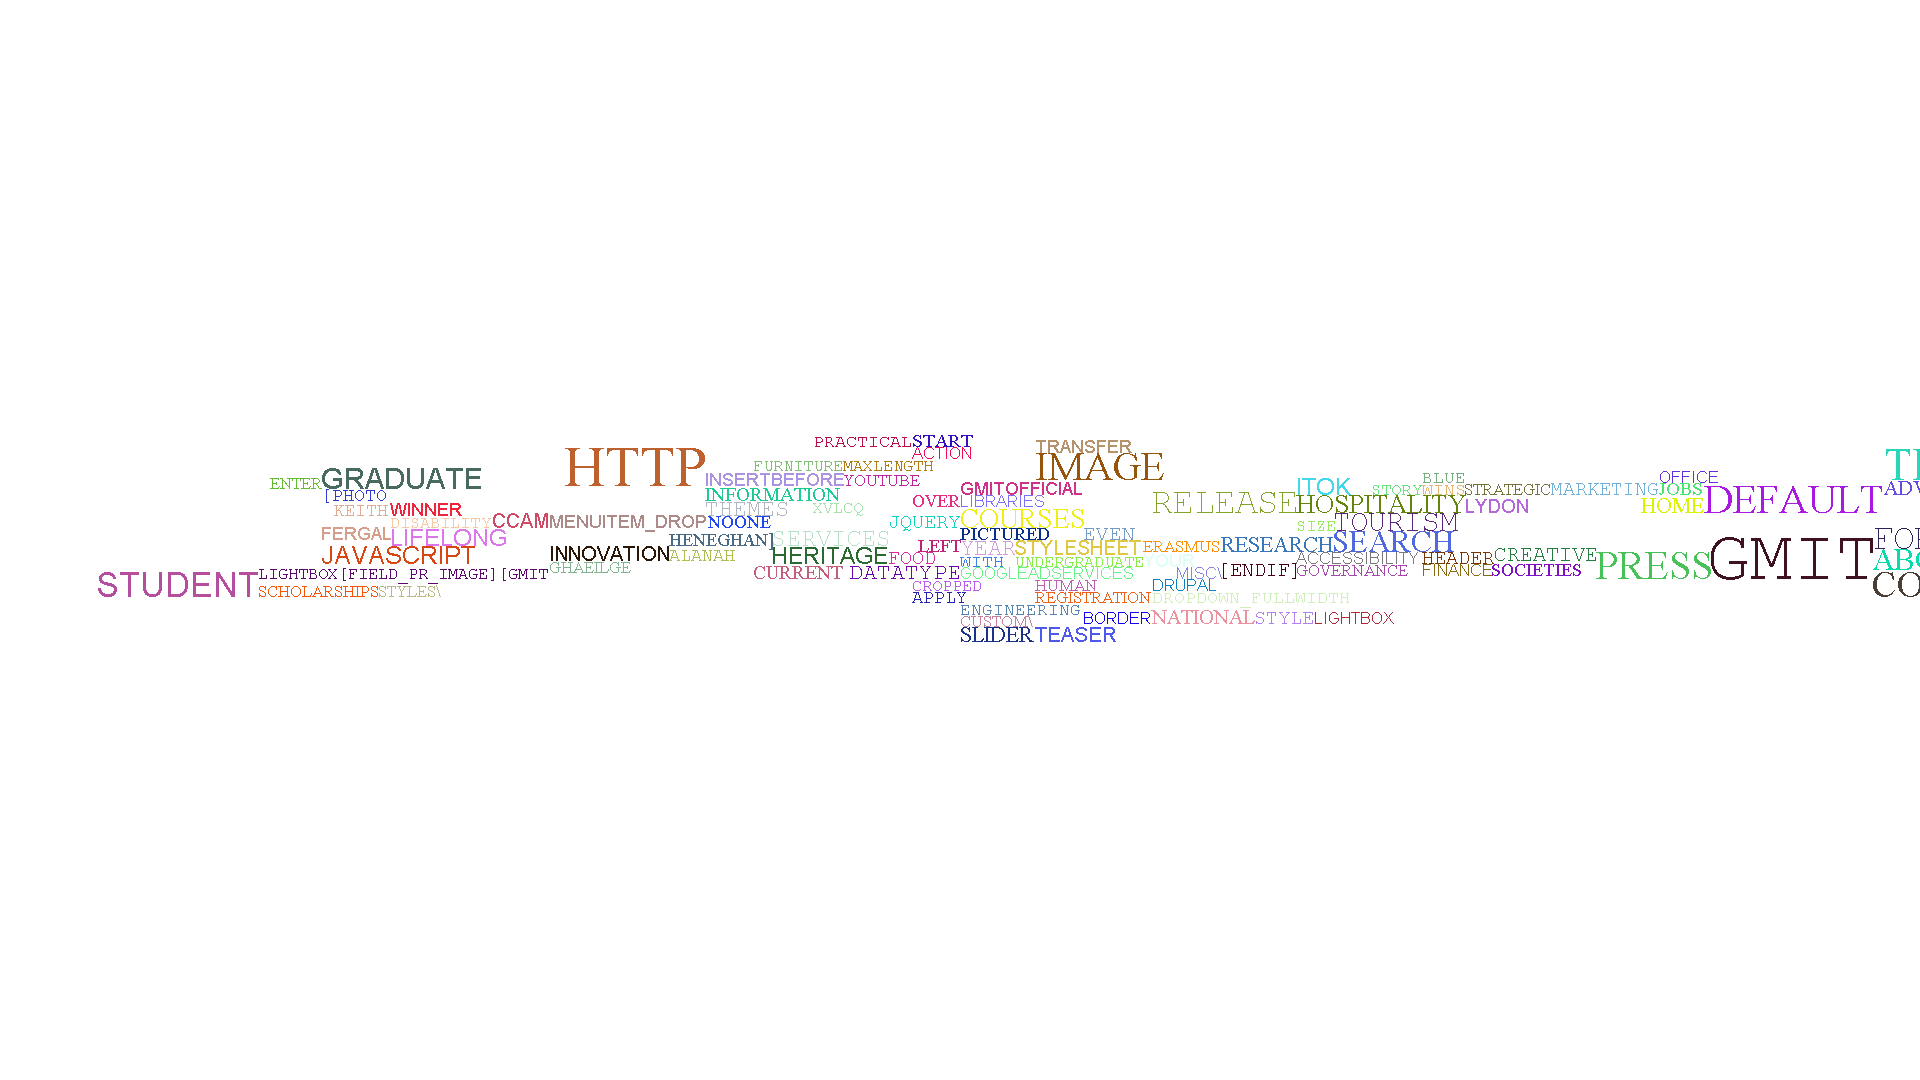 PRACTICAL START
ACTION
TRANSFER
HTTP
FURNITURE MAXLENGTH
IMAGE
ENTER GRADUATE
INSERTBEFORE YOUTUBE
BLUE
OFFICE
[PHOTO
INFORMATION
GMITOFFICIAL
ITOK
STORY WINS STRATEGIC MARKETING JOBS
KEITH WINNER
THEMES XVLCQ
OVER LIBRARIES
RELEASE HOSPITALITY LYDON
HOME DEFAULT
DISABILITY CCAM MENUITEM_DROP NOONE
JQUERY COURSES
SIZE TOURISM
FERGAL LIFELONG
HENEGHAN] SERVICES
PICTURED EVEN
JAVASCRIPT
INNOVATION ALANAH
HERITAGE FOOD
LEFT YEAR STYLESHEET ERASMUS RESEARCH SEARCH
GHAEILGE
WITH UNDERGRADUATE YOUR
ACCESSIBILITY HEADER CREATIVE
PRESS GMIT
STUDENT LIGHTBOX[FIELD_PR_IMAGE][GMIT
CURRENT DATATYPE GOOGLEADSERVICES
MISC\ [ENDIF] GOVERNANCE FINANCE SOCIETIES
SCHOLARSHIPS STYLES\
CROPPED HUMAN DRUPAL
APPLY REGISTRATION DROPDOWN_FULLWIDTH
ENGINEERING
CUSTOM\ BORDER NATIONAL STYLE LIGHTBOX
SLIDER TEASER